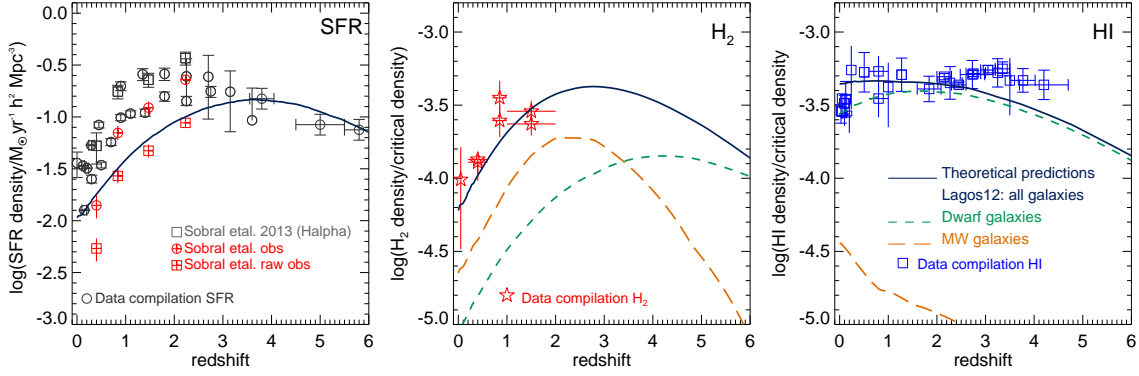 SFR
log(SFR density/M☉ yr⁻¹ h² Mpc⁻³)
0.0
-0.5
-1.0
-1.5
-2.0
-2.5
-3.0
Sobral etal. 2013 (Halpha)
Sobral etal. obs
Sobral etal. raw obs
Data compilation SFR
0 1 2 3 4 5 6
redshift
H₂
log(H₂ density/critical density)
-3.0
-3.5
-4.0
-4.5
-5.0
Data compilation H₂
0 1 2 3 4 5 6
redshift
HI
log(HI density/critical density)
-3.0
-3.5
-4.0
-4.5
-5.0
Theoretical predictions
Lagos12: all galaxies
Dwarf galaxies
MW galaxies
Data compilation HI
0 1 2 3 4 5 6
redshift